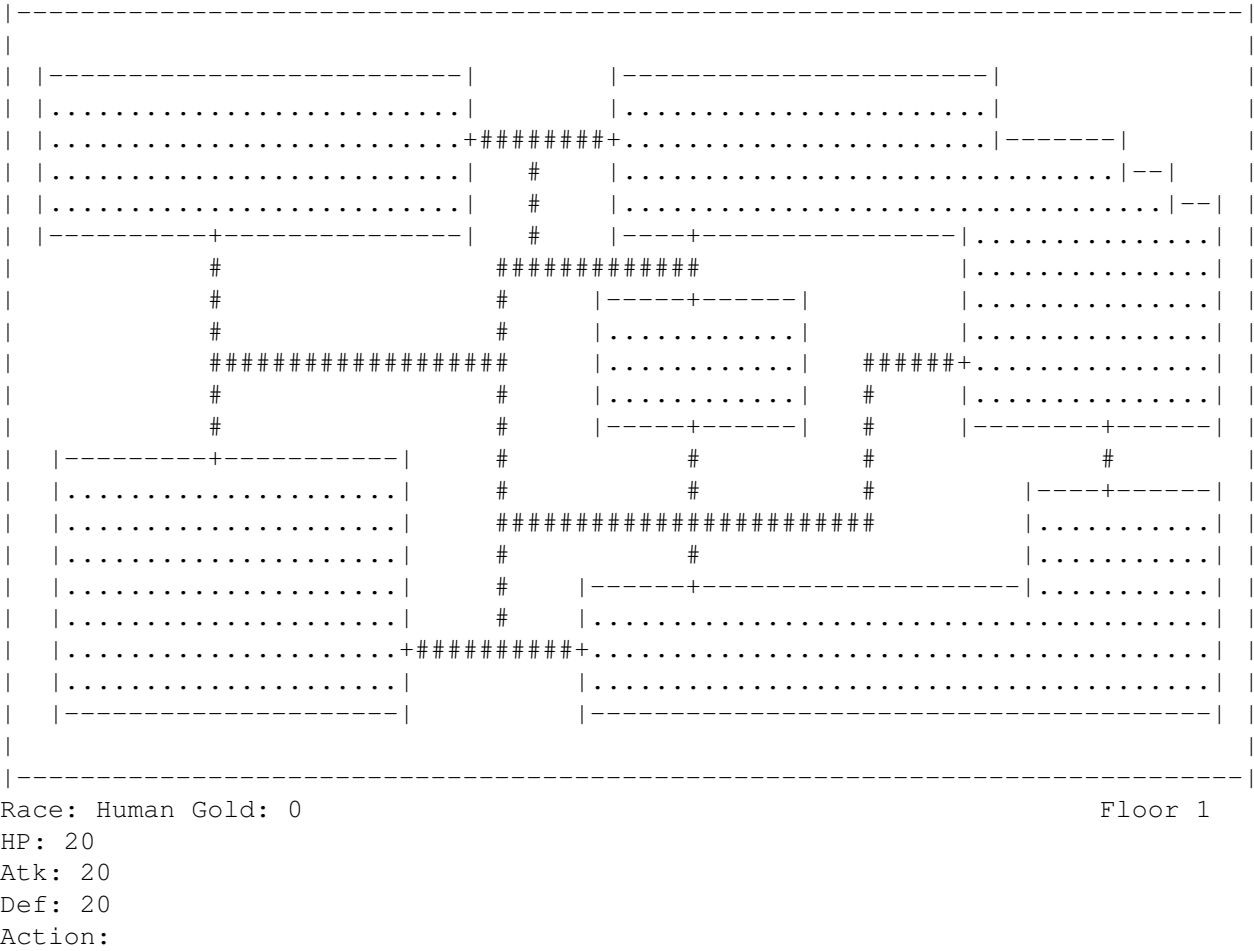 |-----------------------------------------------------------------------------|
|                                                                             |
| |--------------------------|        |-----------------------|               |
| |..........................|        |.......................|               |
| |..........................+########+.......................|-------|       |
| |..........................|   #    |...............................|--|    |
| |..........................|   #    |..................................|--| |
| |----------+---------------|   #    |----+----------------|...............| |
|            #                 #############                |...............| |
|            #                 #     |-----+------|         |...............| |
|            #                 #     |............|         |...............| |
|            ###################     |............|   ######+...............| |
|            #                 #     |............|   #     |...............| |
|            #                 #     |-----+------|   #     |--------+------| |
|  |---------+-----------|     #           #          #              #        |
|  |.....................|     #           #          #         |----+------| |
|  |.....................|     ########################         |...........| |
|  |.....................|     #           #                    |...........| |
|  |.....................|     #    |------+--------------------|...........| |
|  |.....................|     #    |.......................................| |
|  |.....................+##########+.......................................| |
|  |.....................|          |.......................................| |
|  |---------------------|          |---------------------------------------| |
|                                                                             |
|-----------------------------------------------------------------------------|
Race: Human Gold: 0                                                  Floor 1
HP: 20
Atk: 20
Def: 20
Action: